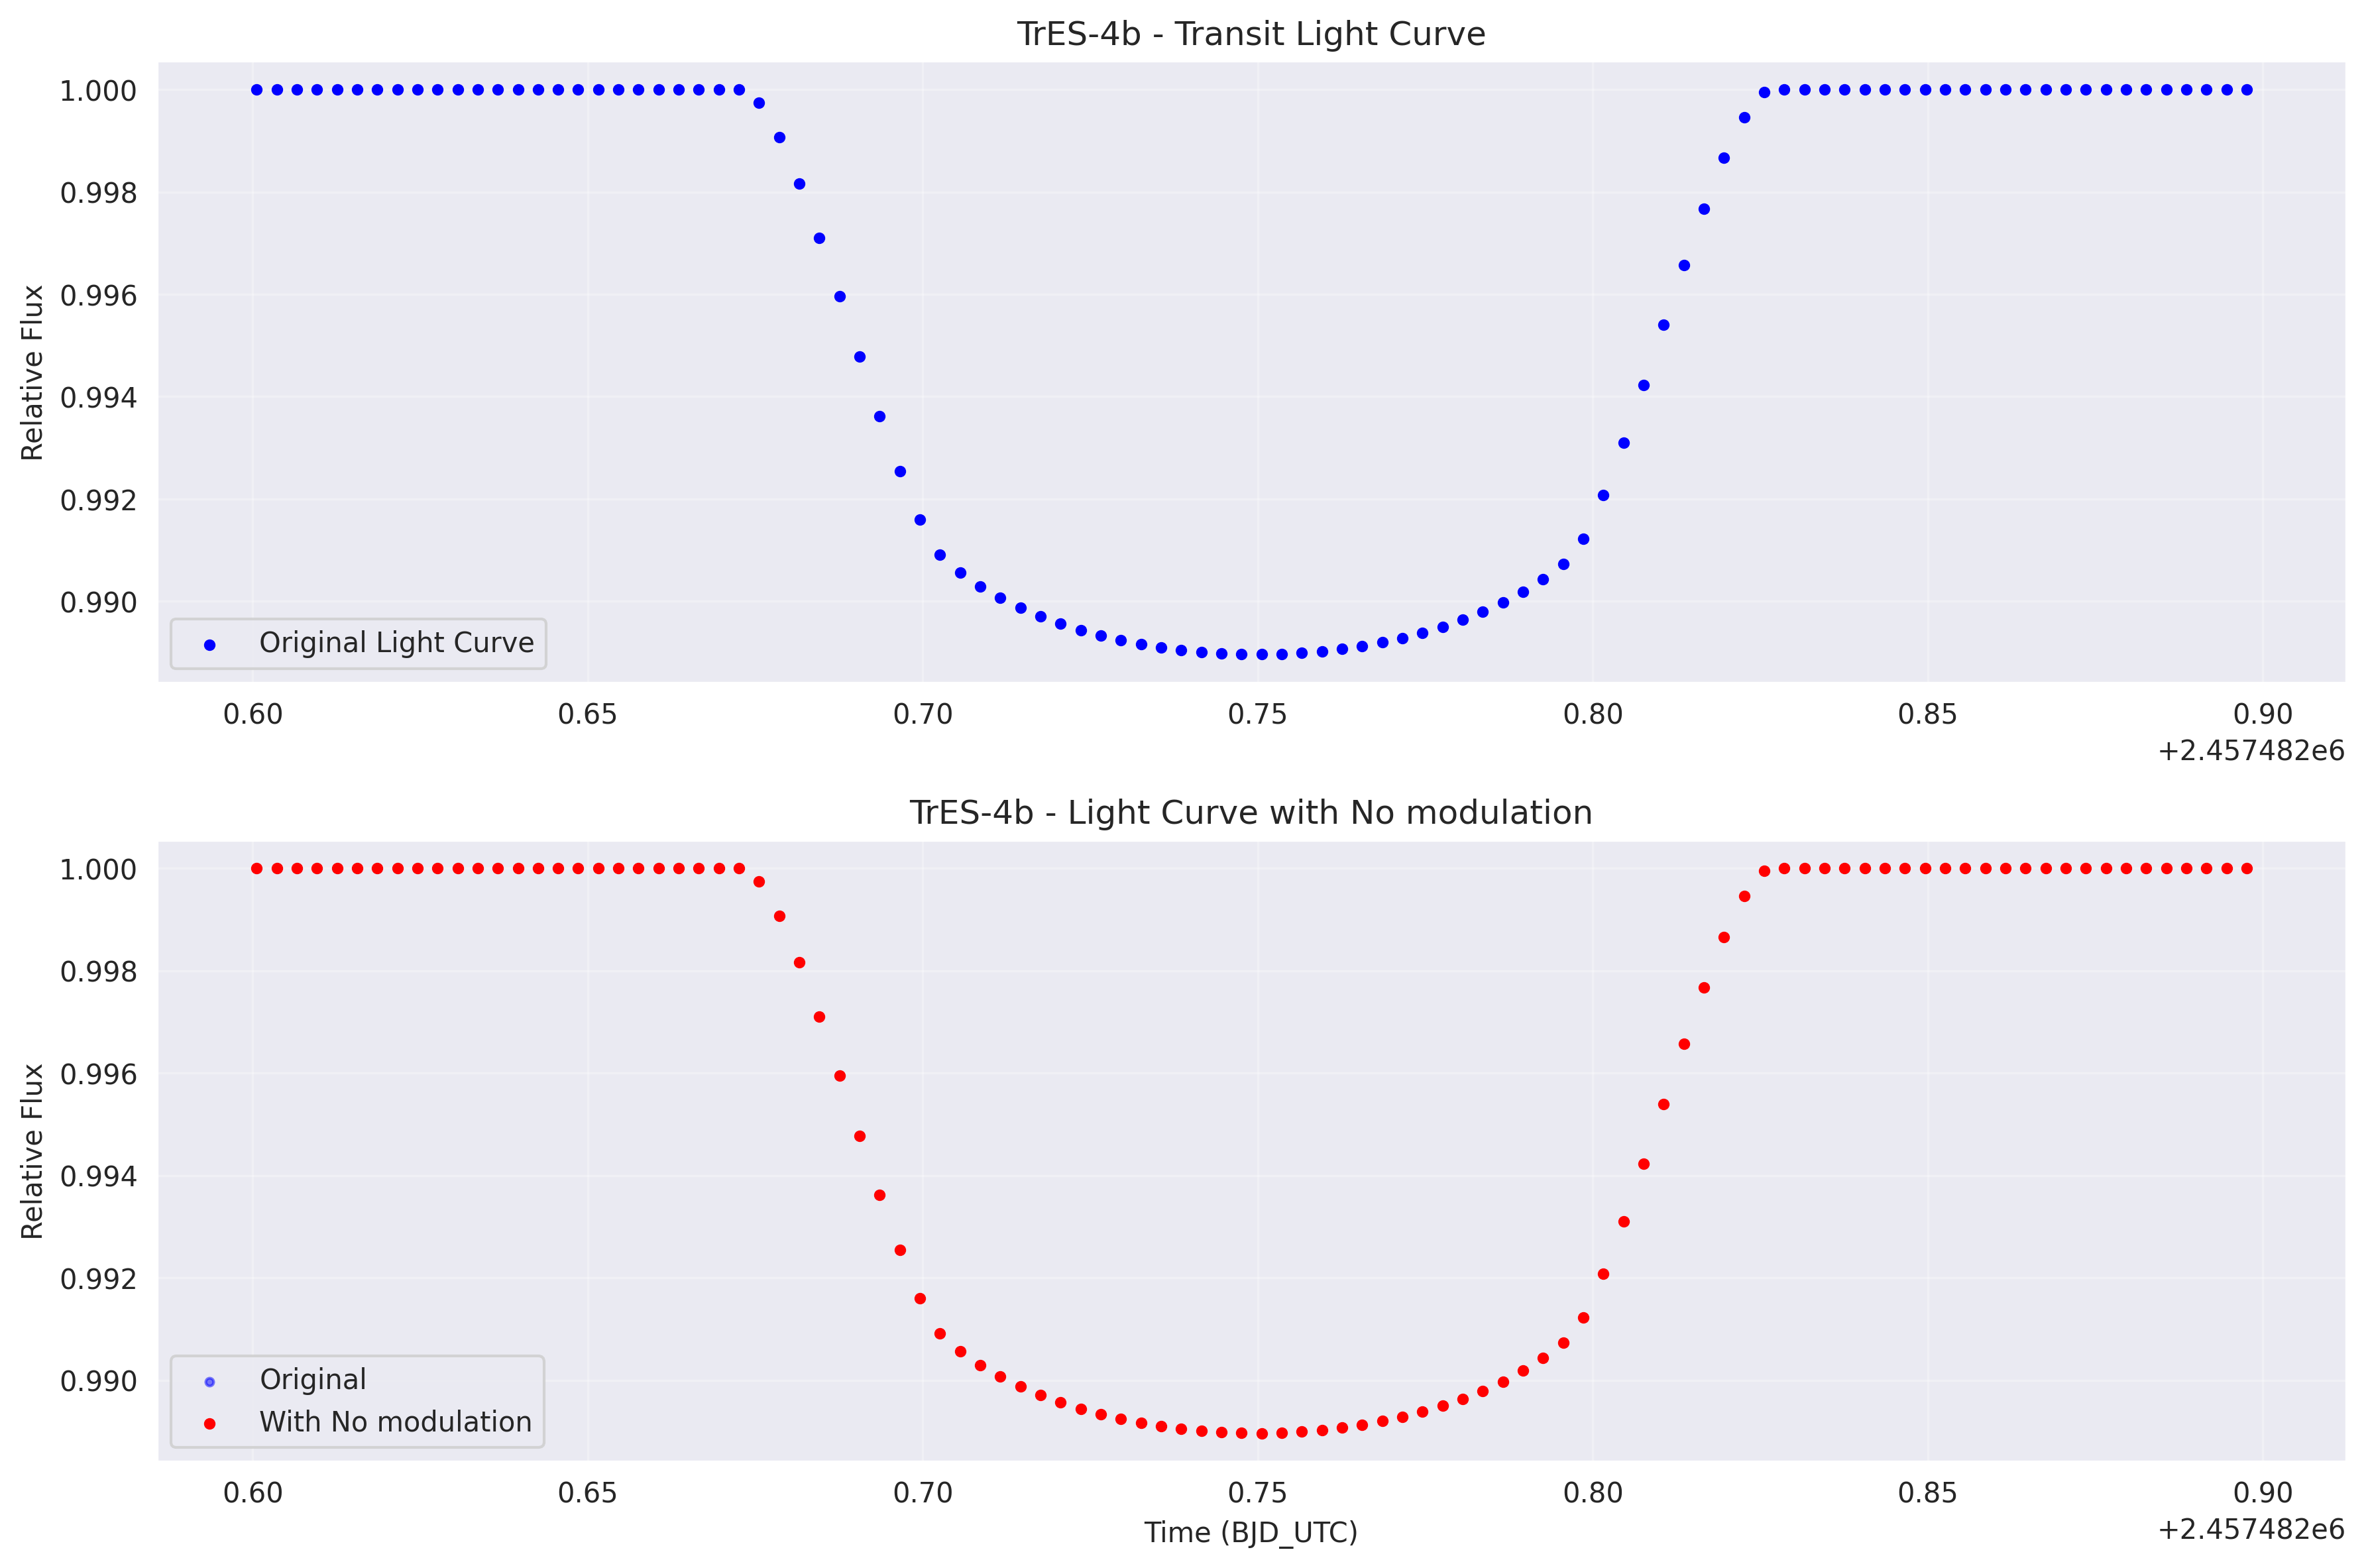 TrES-4b - Transit Light Curve
Relative Flux
1.000
0.998
0.996
0.994
0.992
0.990
Original Light Curve
0.60 0.65 0.70 0.75 0.80 0.85 0.90
+2.457482e6
TrES-4b - Light Curve with No modulation
Relative Flux
1.000
0.998
0.996
0.994
0.992
0.990
Original
With No modulation
0.60 0.65 0.70 0.75 0.80 0.85 0.90
Time (BJD_UTC)
+2.457482e6